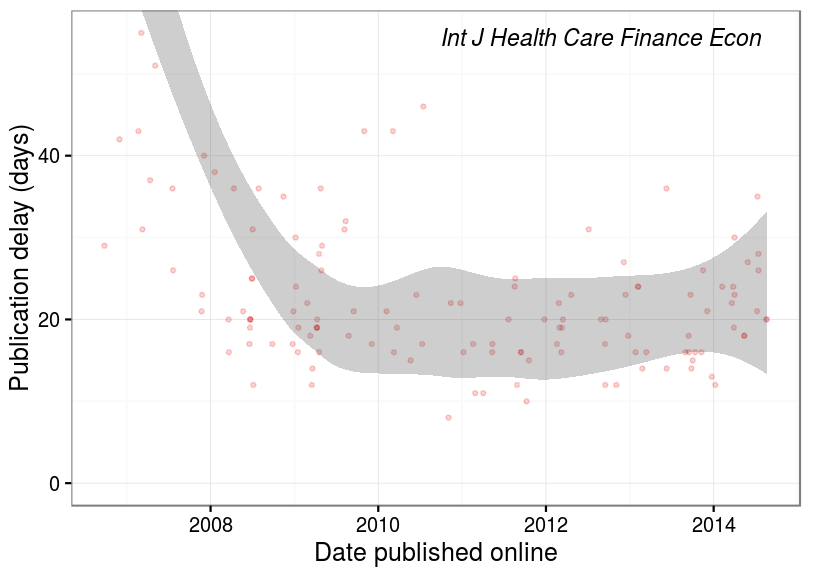 Int J Health Care Finance Econ
Publication delay (days)
40
20
0
2008 2010 2012 2014
Date published online